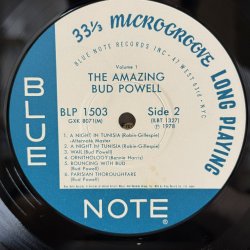 33⅓ MICROGROOVE LONG PLAYING
BLUE NOTE RECORDS INC · 47 WEST 63rd · NYC
Volume 1
THE AMAZING
BUD POWELL
BLP 1503
Side 2
GXK 8071(M)
(LBT 1327)
℗ 1978
1. A NIGHT IN TUNISIA (Robin-Gillespie)
-Alternate Master
2. A NIGHT IN TUNISIA (Robin-Gillespie)
3. WAIL (Bud Powell)
4. ORNITHOLOGY (Bennie Harris)
5. BOUNCING WITH BUD
(Bud Powell)
6. PARISIAN THOROUGHFARE
(Bud Powell)
BLUE
NOTE®